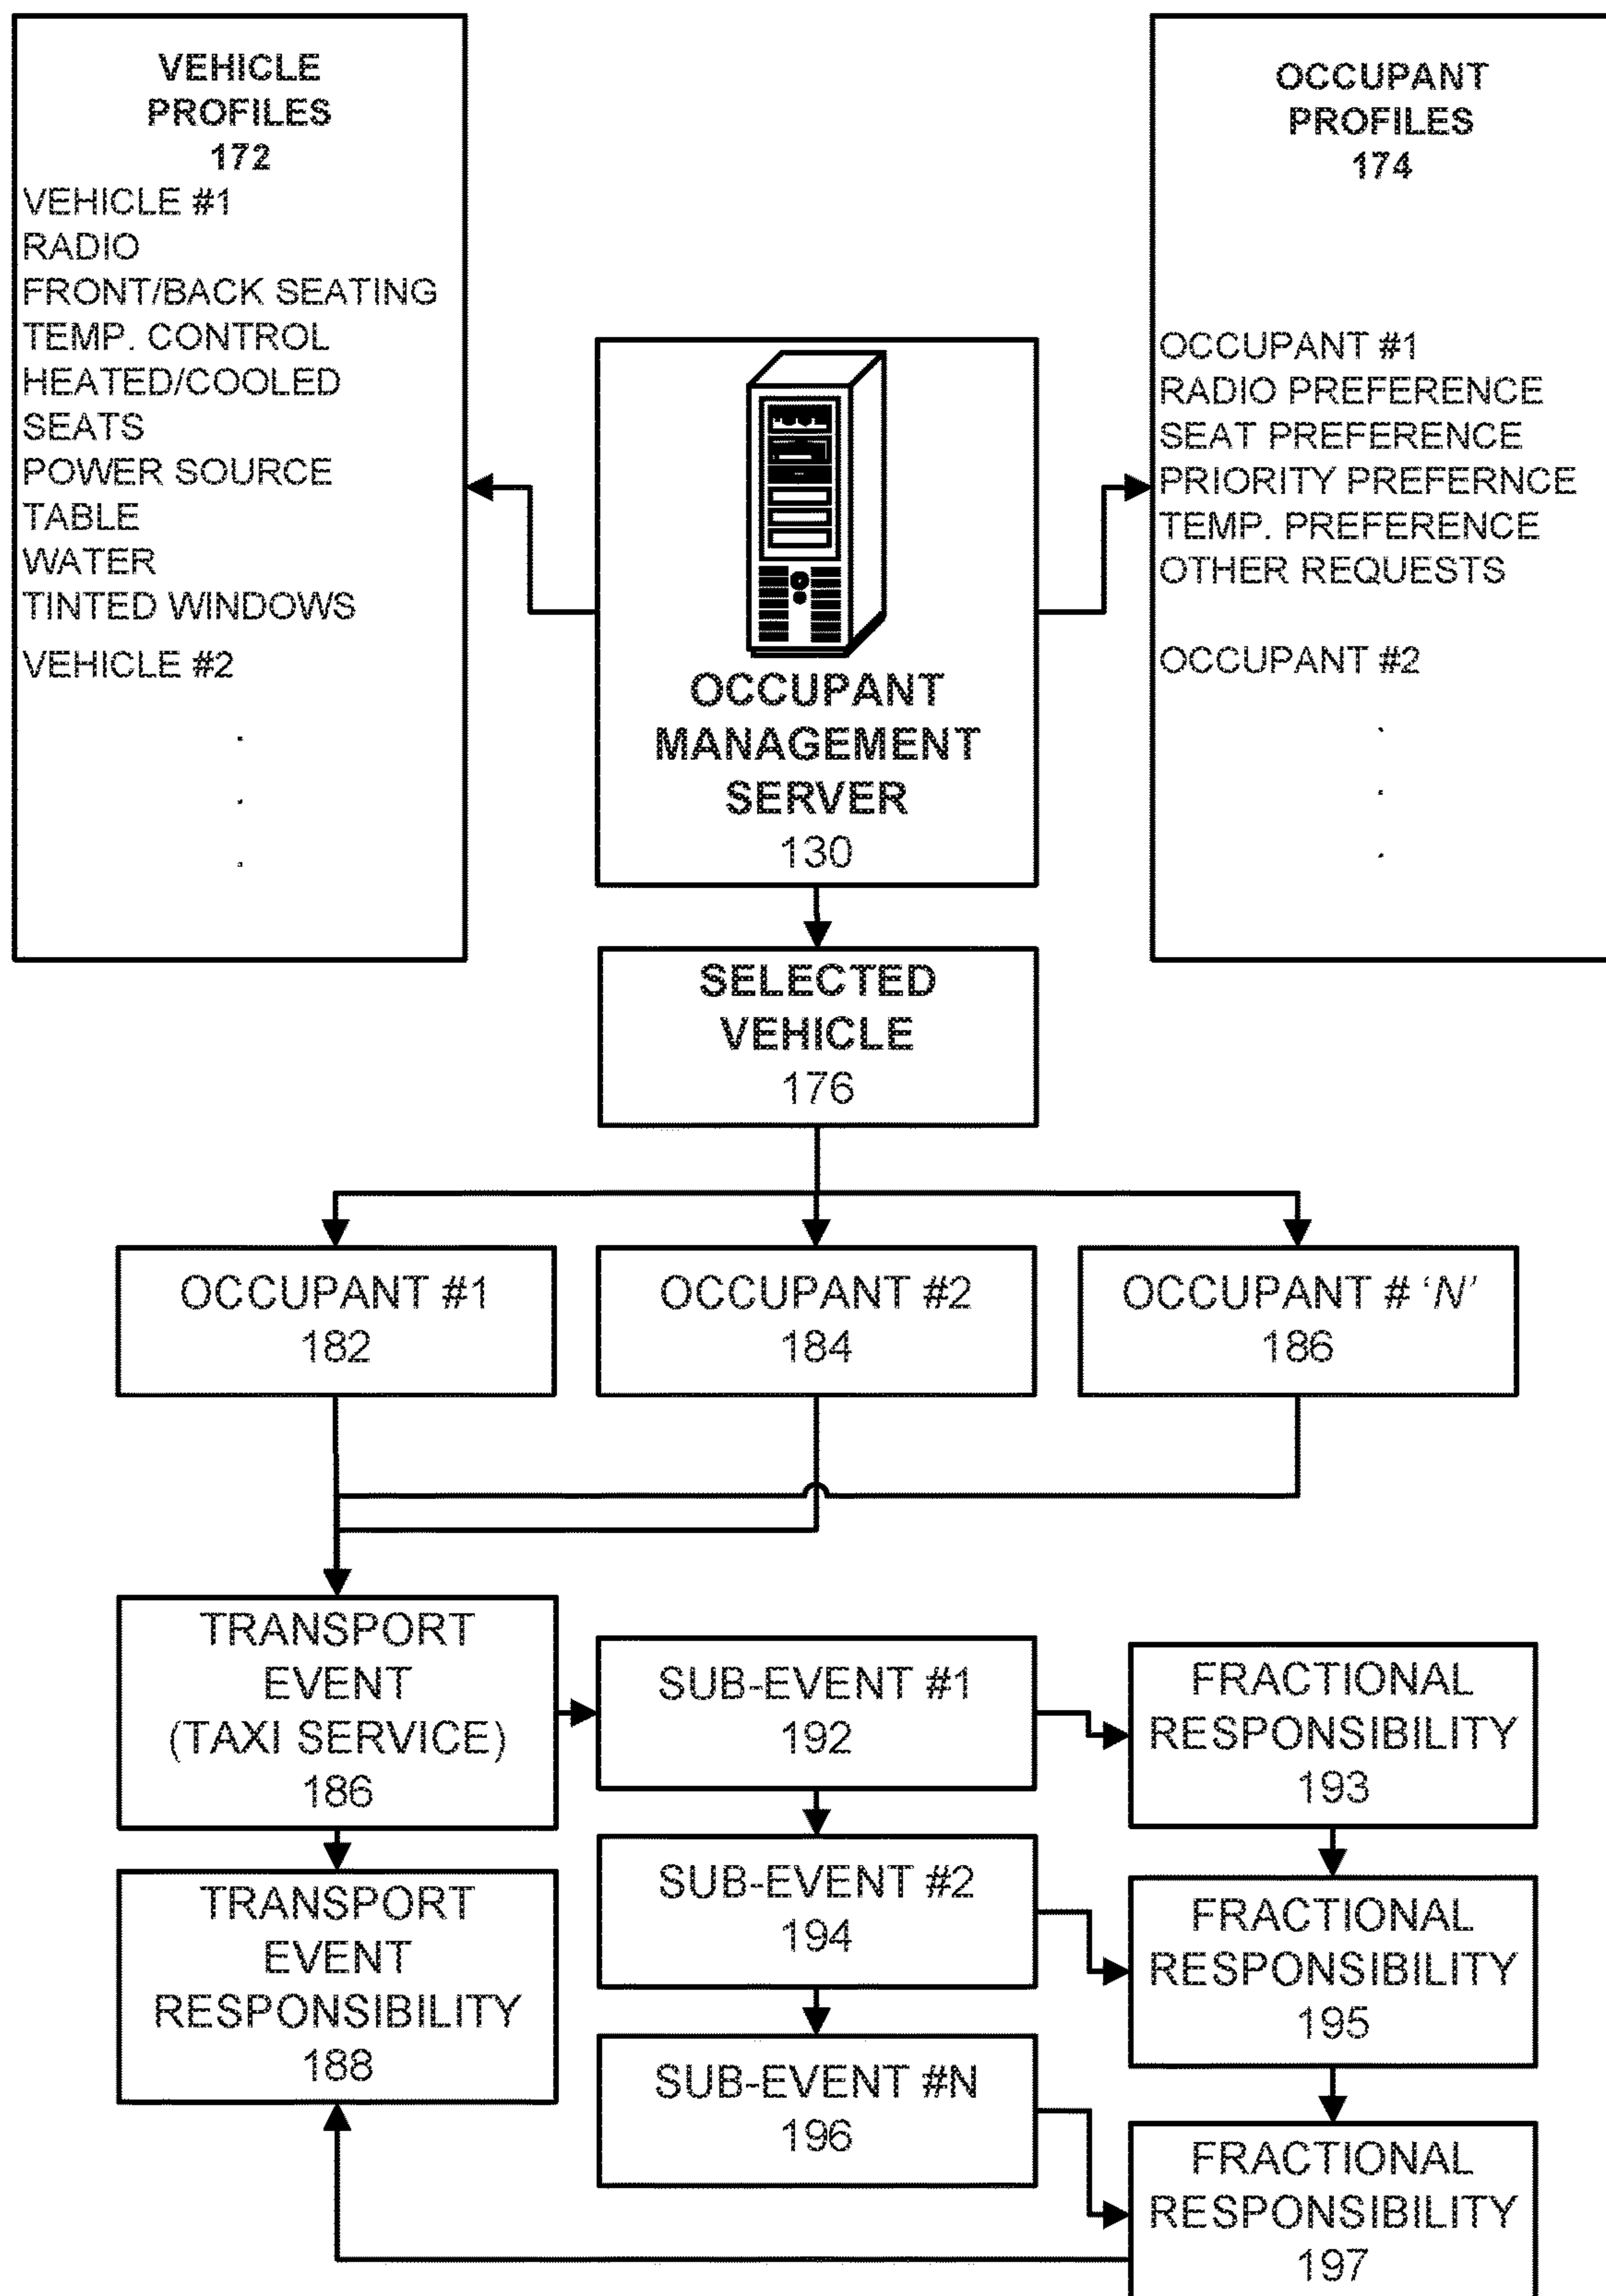 VEHICLE
PROFILES
172
VEHICLE #1
RADIO
FRONT/BACK SEATING
TEMP. CONTROL
HEATED/COOLED
SEATS
POWER SOURCE
TABLE
WATER
TINTED WINDOWS
VEHICLE #2
.
.
.
OCCUPANT
PROFILES
174
OCCUPANT #1
RADIO PREFERENCE
SEAT PREFERENCE
PRIORITY PREFERNCE
TEMP. PREFERENCE
OTHER REQUESTS
OCCUPANT #2
.
.
.
OCCUPANT
MANAGEMENT
SERVER
130
SELECTED
VEHICLE
176
OCCUPANT #1
182
OCCUPANT #2
184
OCCUPANT # ‘N’
186
TRANSPORT
EVENT
(TAXI SERVICE)
186
TRANSPORT
EVENT
RESPONSIBILITY
188
SUB-EVENT #1
192
SUB-EVENT #2
194
SUB-EVENT #N
196
FRACTIONAL
RESPONSIBILITY
193
FRACTIONAL
RESPONSIBILITY
195
FRACTIONAL
RESPONSIBILITY
197